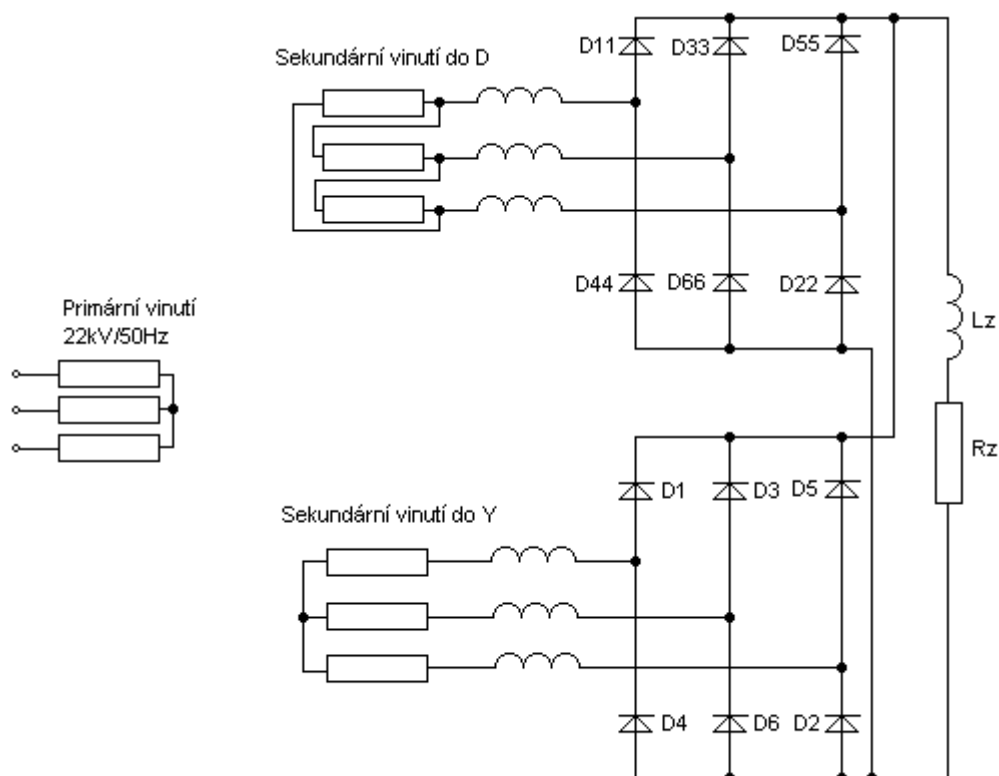 D11
D33
D55
Sekundární vinutí do D
D44
D66
D22
Primární vinutí
22kV/50Hz
Lz
Rz
D1
D3
D5
Sekundární vinutí do Y
D4
D6
D2